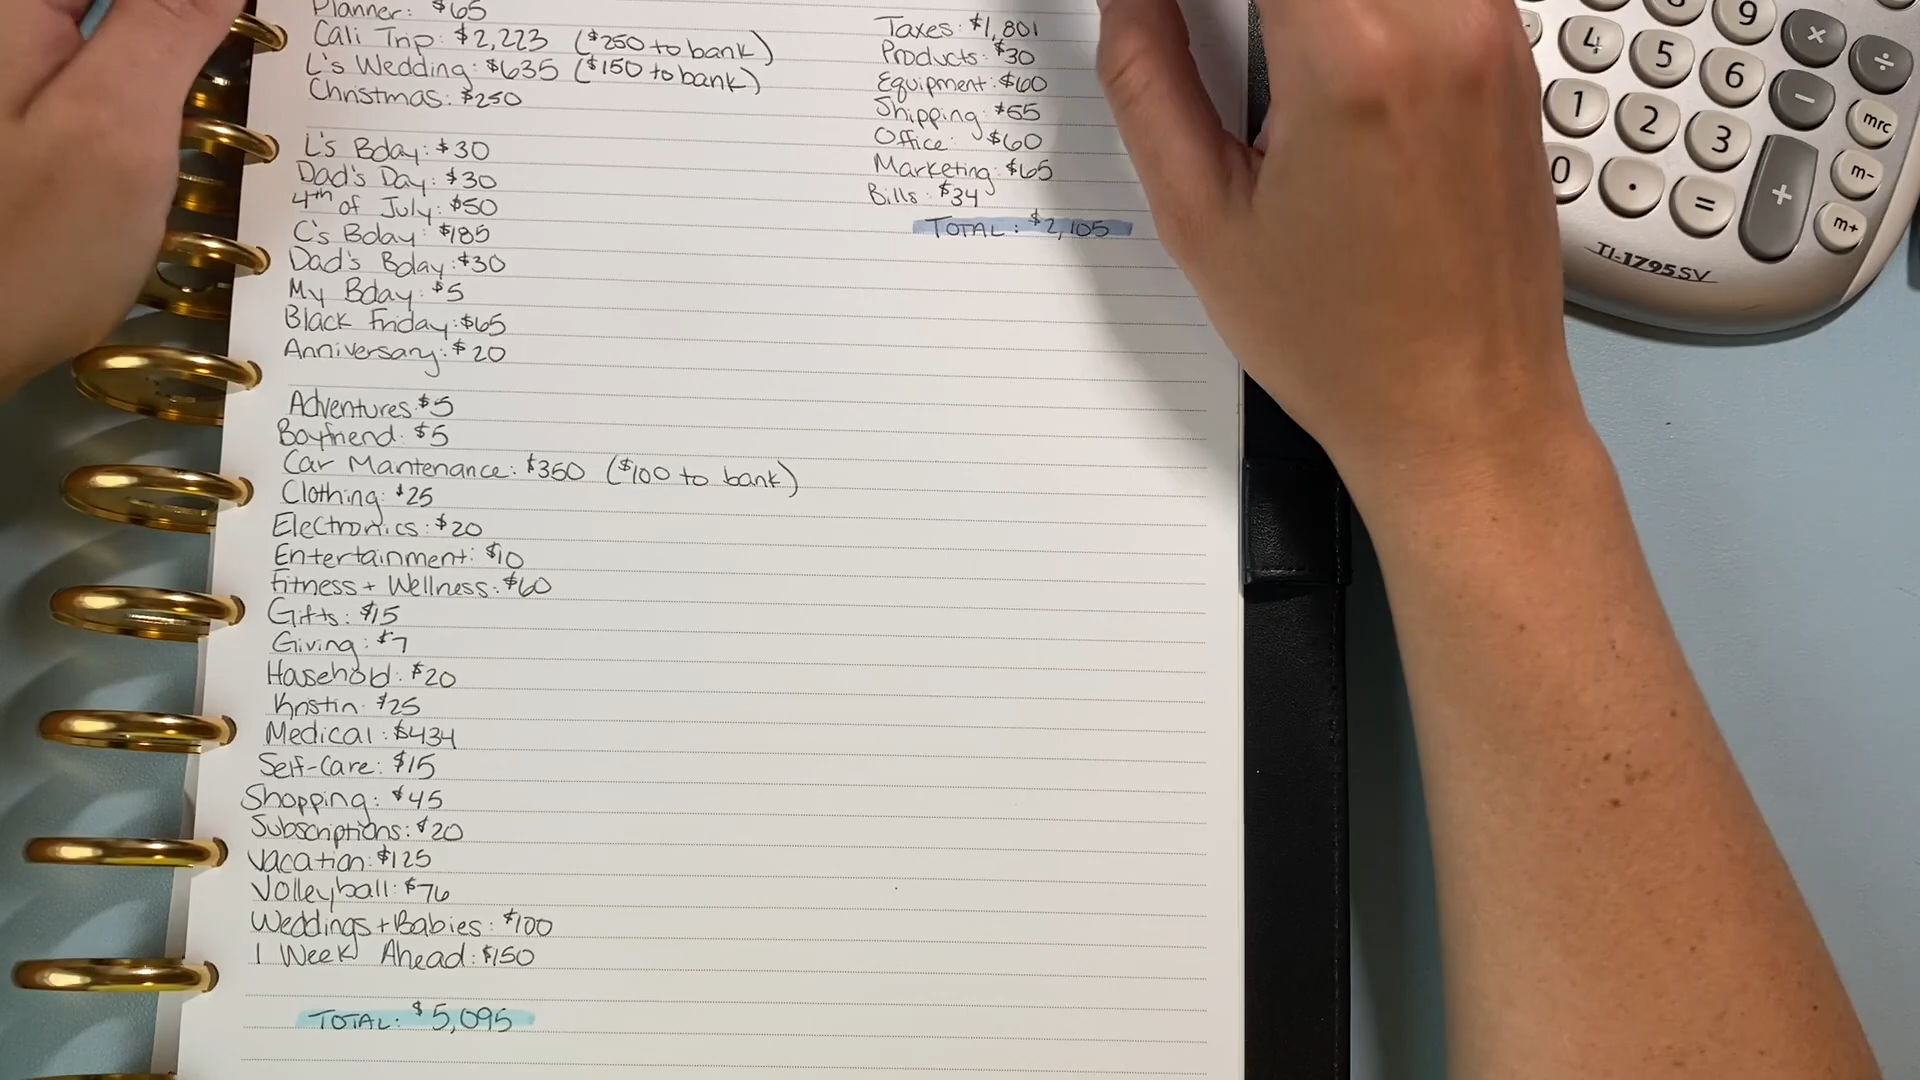 Planner: $65
Cali Trip: $2,223 ($250 to bank)
L's Wedding: $635 ($150 to bank)
Christmas: $250
L's Bday: $30
Dad's Day: $30
4th of July: $50
C's Bday: $185
Dad's Bday: $30
My Bday: $5
Black Friday: $65
Anniversary: $20
Adventures: $5
Boyfriend: $5
Car Mantenance: $350 ($100 to bank)
Clothing: $25
Electronics: $20
Entertainment: $10
Fitness + Wellness: $60
Gifts: $15
Giving: $7
Household: $20
Kristin: $25
Medical: $434
Self-Care: $15
Shopping: $45
Subscriptions: $20
Vacation: $125
Volleyball: $76
Weddings + Babies: $100
1 Week Ahead: $150
TOTAL: $5,095
Taxes: $1,801
Products: $30
Equipment: $60
Shipping: $55
Office: $60
Marketing: $65
Bills: $34
TOTAL: $2,105
9 × ÷
4 5 6 −
1 2 3 mrc
0 . = + m-
m+
TI-1795 SV